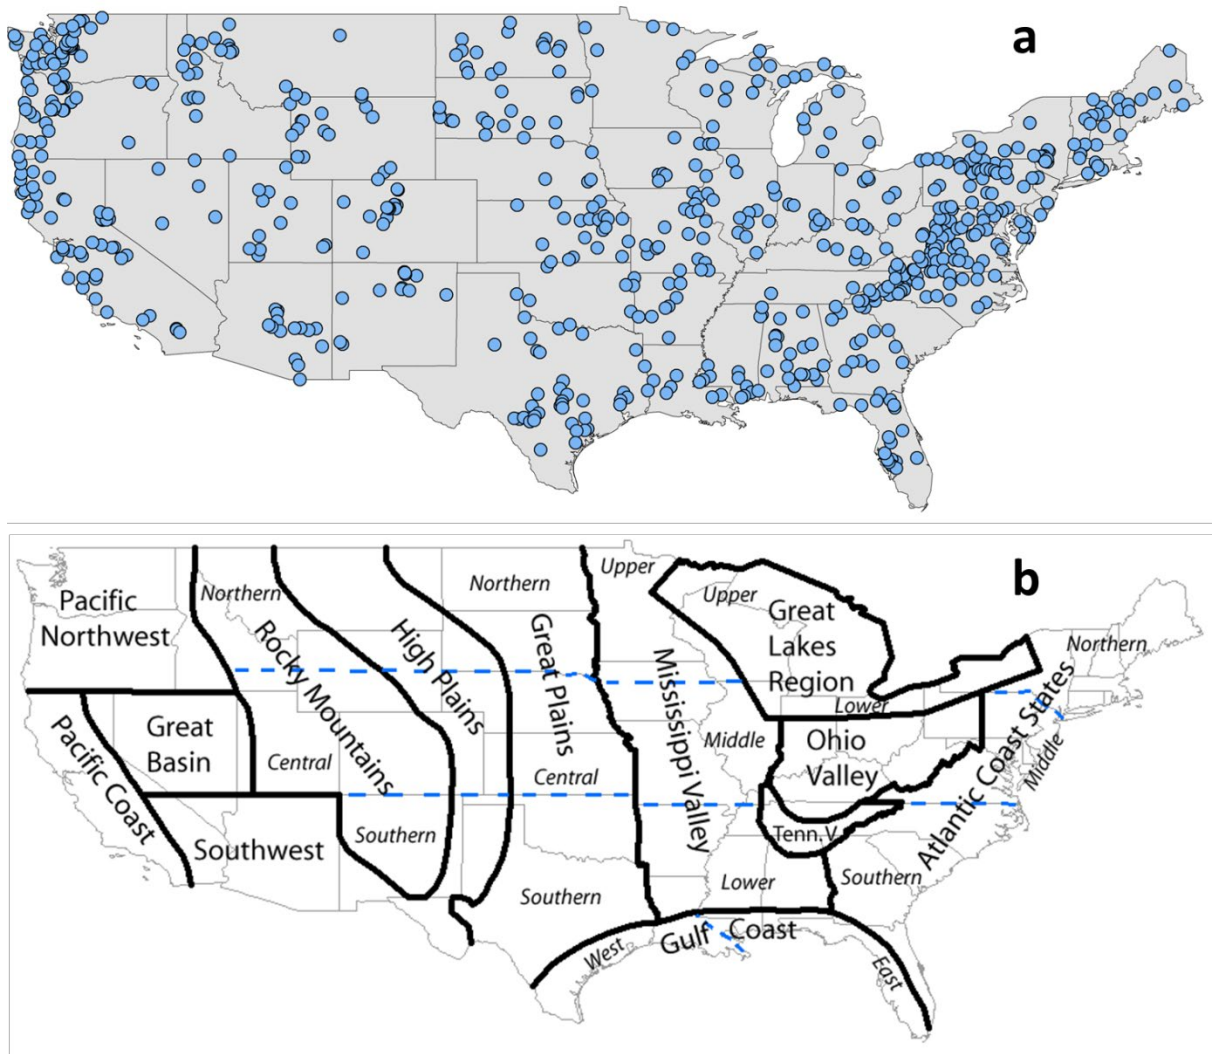 a
b
Upper
Northern
Northern
Upper
Pacific
Northwest
Great
Lakes
Region
Northern
Rocky Mountains
High Plains
Great Plains
Mississippi Valley
Lower
Pacific Coast
Great
Basin
Central
Central
Middle
Ohio
Valley
Atlantic Coast States
Middle
Southwest
Southern
Tenn. V.
Southern
Lower
Southern
West
Gulf Coast
East